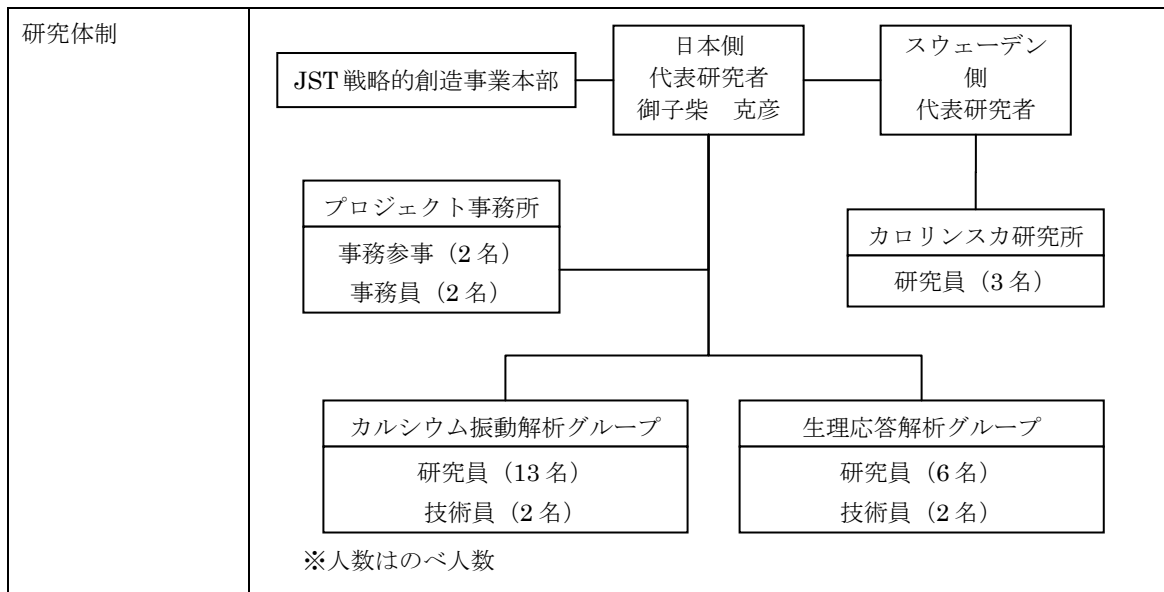 研究体制
JST 戦略的創造事業本部
日本側
代表研究者
御子柴　克彦
スウェーデン
側
代表研究者
プロジェクト事務所
事務参事（2 名）
事務員（2 名）
カロリンスカ研究所
研究員（3 名）
カルシウム振動解析グループ
研究員（13 名）
技術員（2 名）
生理応答解析グループ
研究員（6 名）
技術員（2 名）
※人数はのべ人数